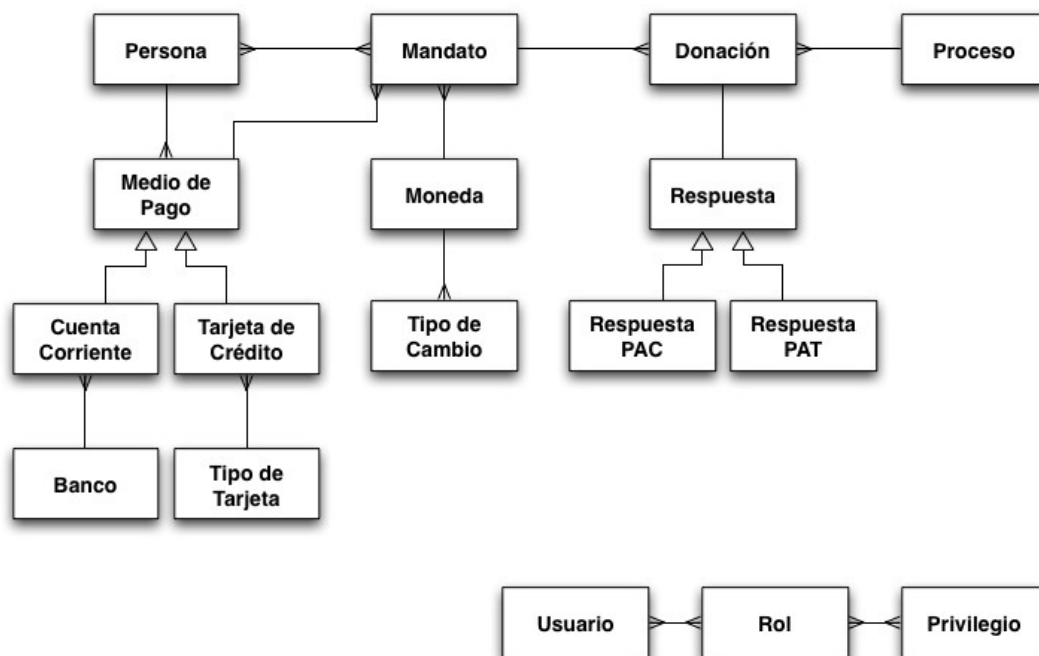 Persona
Mandato
Donación
Proceso
Medio de
Pago
Moneda
Respuesta
Cuenta
Corriente
Tarjeta de
Crédito
Tipo de
Cambio
Respuesta
PAC
Respuesta
PAT
Banco
Tipo de
Tarjeta
Usuario
Rol
Privilegio